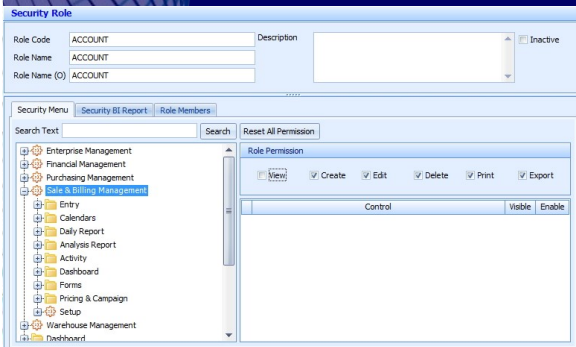 Security Role
Role Code ACCOUNT Description Inactive
Role Name ACCOUNT
Role Name (O) ACCOUNT
Security Menu Security BI Report Role Members
Search Text Search Reset All Permission
Enterprise Management
Financial Management
Purchasing Management
Sale & Billing Management
Entry
Calendars
Daily Report
Analysis Report
Activity
Dashboard
Forms
Pricing & Campaign
Setup
Warehouse Management
Dashboard
Role Permission
View Create Edit Delete Print Export
Control Visible Enable